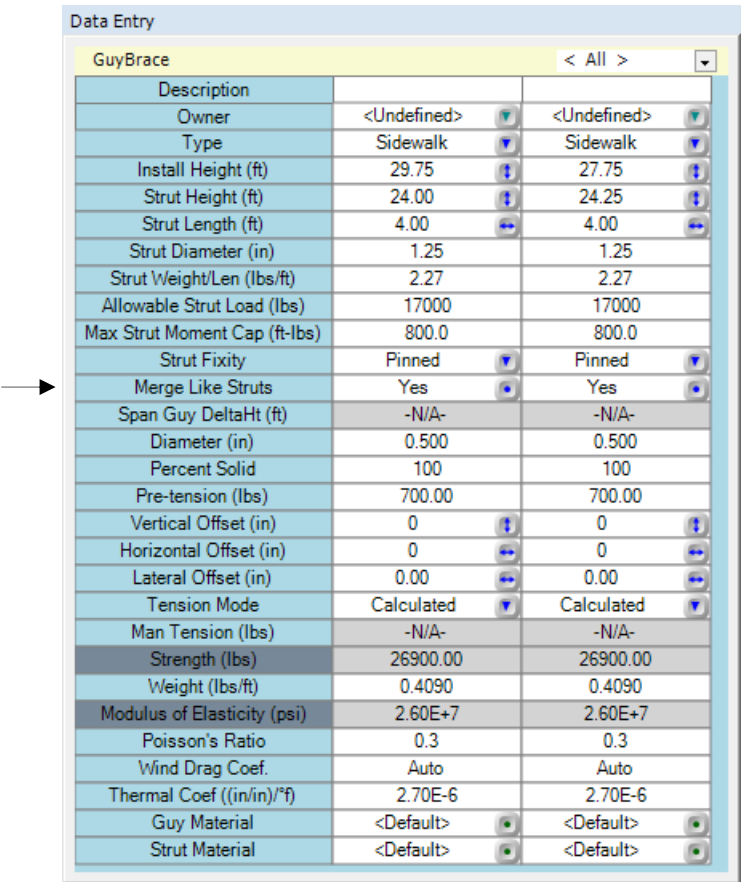 Data Entry
GuyBrace < All >
Description
Owner <Undefined> <Undefined>
Type Sidewalk Sidewalk
Install Height (ft) 29.75 27.75
Strut Height (ft) 24.00 24.25
Strut Length (ft) 4.00 4.00
Strut Diameter (in) 1.25 1.25
Strut Weight/Len (lbs/ft) 2.27 2.27
Allowable Strut Load (lbs) 17000 17000
Max Strut Moment Cap (ft-lbs) 800.0 800.0
Strut Fixity Pinned Pinned
Merge Like Struts Yes Yes
Span Guy DeltaHt (ft) -N/A- -N/A-
Diameter (in) 0.500 0.500
Percent Solid 100 100
Pre-tension (lbs) 700.00 700.00
Vertical Offset (in) 0 0
Horizontal Offset (in) 0 0
Lateral Offset (in) 0.00 0.00
Tension Mode Calculated Calculated
Man Tension (lbs) -N/A- -N/A-
Strength (lbs) 26900.00 26900.00
Weight (lbs/ft) 0.4090 0.4090
Modulus of Elasticity (psi) 2.60E+7 2.60E+7
Poisson's Ratio 0.3 0.3
Wind Drag Coef. Auto Auto
Thermal Coef ((in/in)/°f) 2.70E-6 2.70E-6
Guy Material <Default> <Default>
Strut Material <Default> <Default>